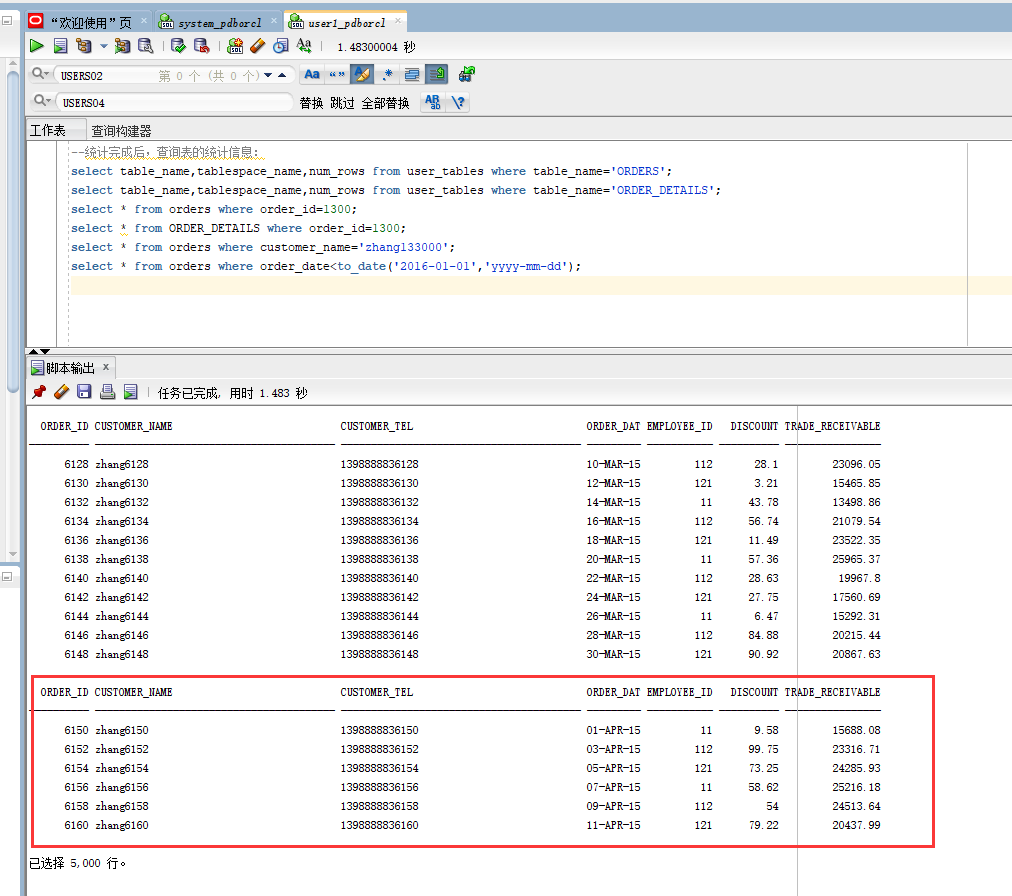 “欢迎使用”页 system_pdborcl user1_pdborcl
1.48300004 秒
USERS02 第 0 个 (共 0 个) Aa “” .*
USERS04 替换 跳过 全部替换 AB \?
工作表 查询构建器
--统计完成后，查询表的统计信息：
select table_name,tablespace_name,num_rows from user_tables where table_name='ORDERS';
select table_name,tablespace_name,num_rows from user_tables where table_name='ORDER_DETAILS';
select * from orders where order_id=1300;
select * from ORDER_DETAILS where order_id=1300;
select * from orders where customer_name='zhang133000';
select * from orders where order_date<to_date('2016-01-01','yyyy-mm-dd');
脚本输出 x
任务已完成, 用时 1.483 秒
ORDER_ID CUSTOMER_NAME CUSTOMER_TEL ORDER_DAT EMPLOYEE_ID DISCOUNT TRADE_RECEIVABLE
6128 zhang6128 1398888836128 10-MAR-15 112 28.1 23096.05
6130 zhang6130 1398888836130 12-MAR-15 121 3.21 15465.85
6132 zhang6132 1398888836132 14-MAR-15 11 43.78 13498.86
6134 zhang6134 1398888836134 16-MAR-15 112 56.74 21079.54
6136 zhang6136 1398888836136 18-MAR-15 121 11.49 23522.35
6138 zhang6138 1398888836138 20-MAR-15 11 57.36 25965.37
6140 zhang6140 1398888836140 22-MAR-15 112 28.63 19967.8
6142 zhang6142 1398888836142 24-MAR-15 121 27.75 17560.69
6144 zhang6144 1398888836144 26-MAR-15 11 6.47 15292.31
6146 zhang6146 1398888836146 28-MAR-15 112 84.88 20215.44
6148 zhang6148 1398888836148 30-MAR-15 121 90.92 20867.63
ORDER_ID CUSTOMER_NAME CUSTOMER_TEL ORDER_DAT EMPLOYEE_ID DISCOUNT TRADE_RECEIVABLE
6150 zhang6150 1398888836150 01-APR-15 11 9.58 15688.08
6152 zhang6152 1398888836152 03-APR-15 112 99.75 23316.71
6154 zhang6154 1398888836154 05-APR-15 121 73.25 24285.93
6156 zhang6156 1398888836156 07-APR-15 11 58.62 25216.18
6158 zhang6158 1398888836158 09-APR-15 112 54 24513.64
6160 zhang6160 1398888836160 11-APR-15 121 79.22 20437.99
已选择 5,000 行。